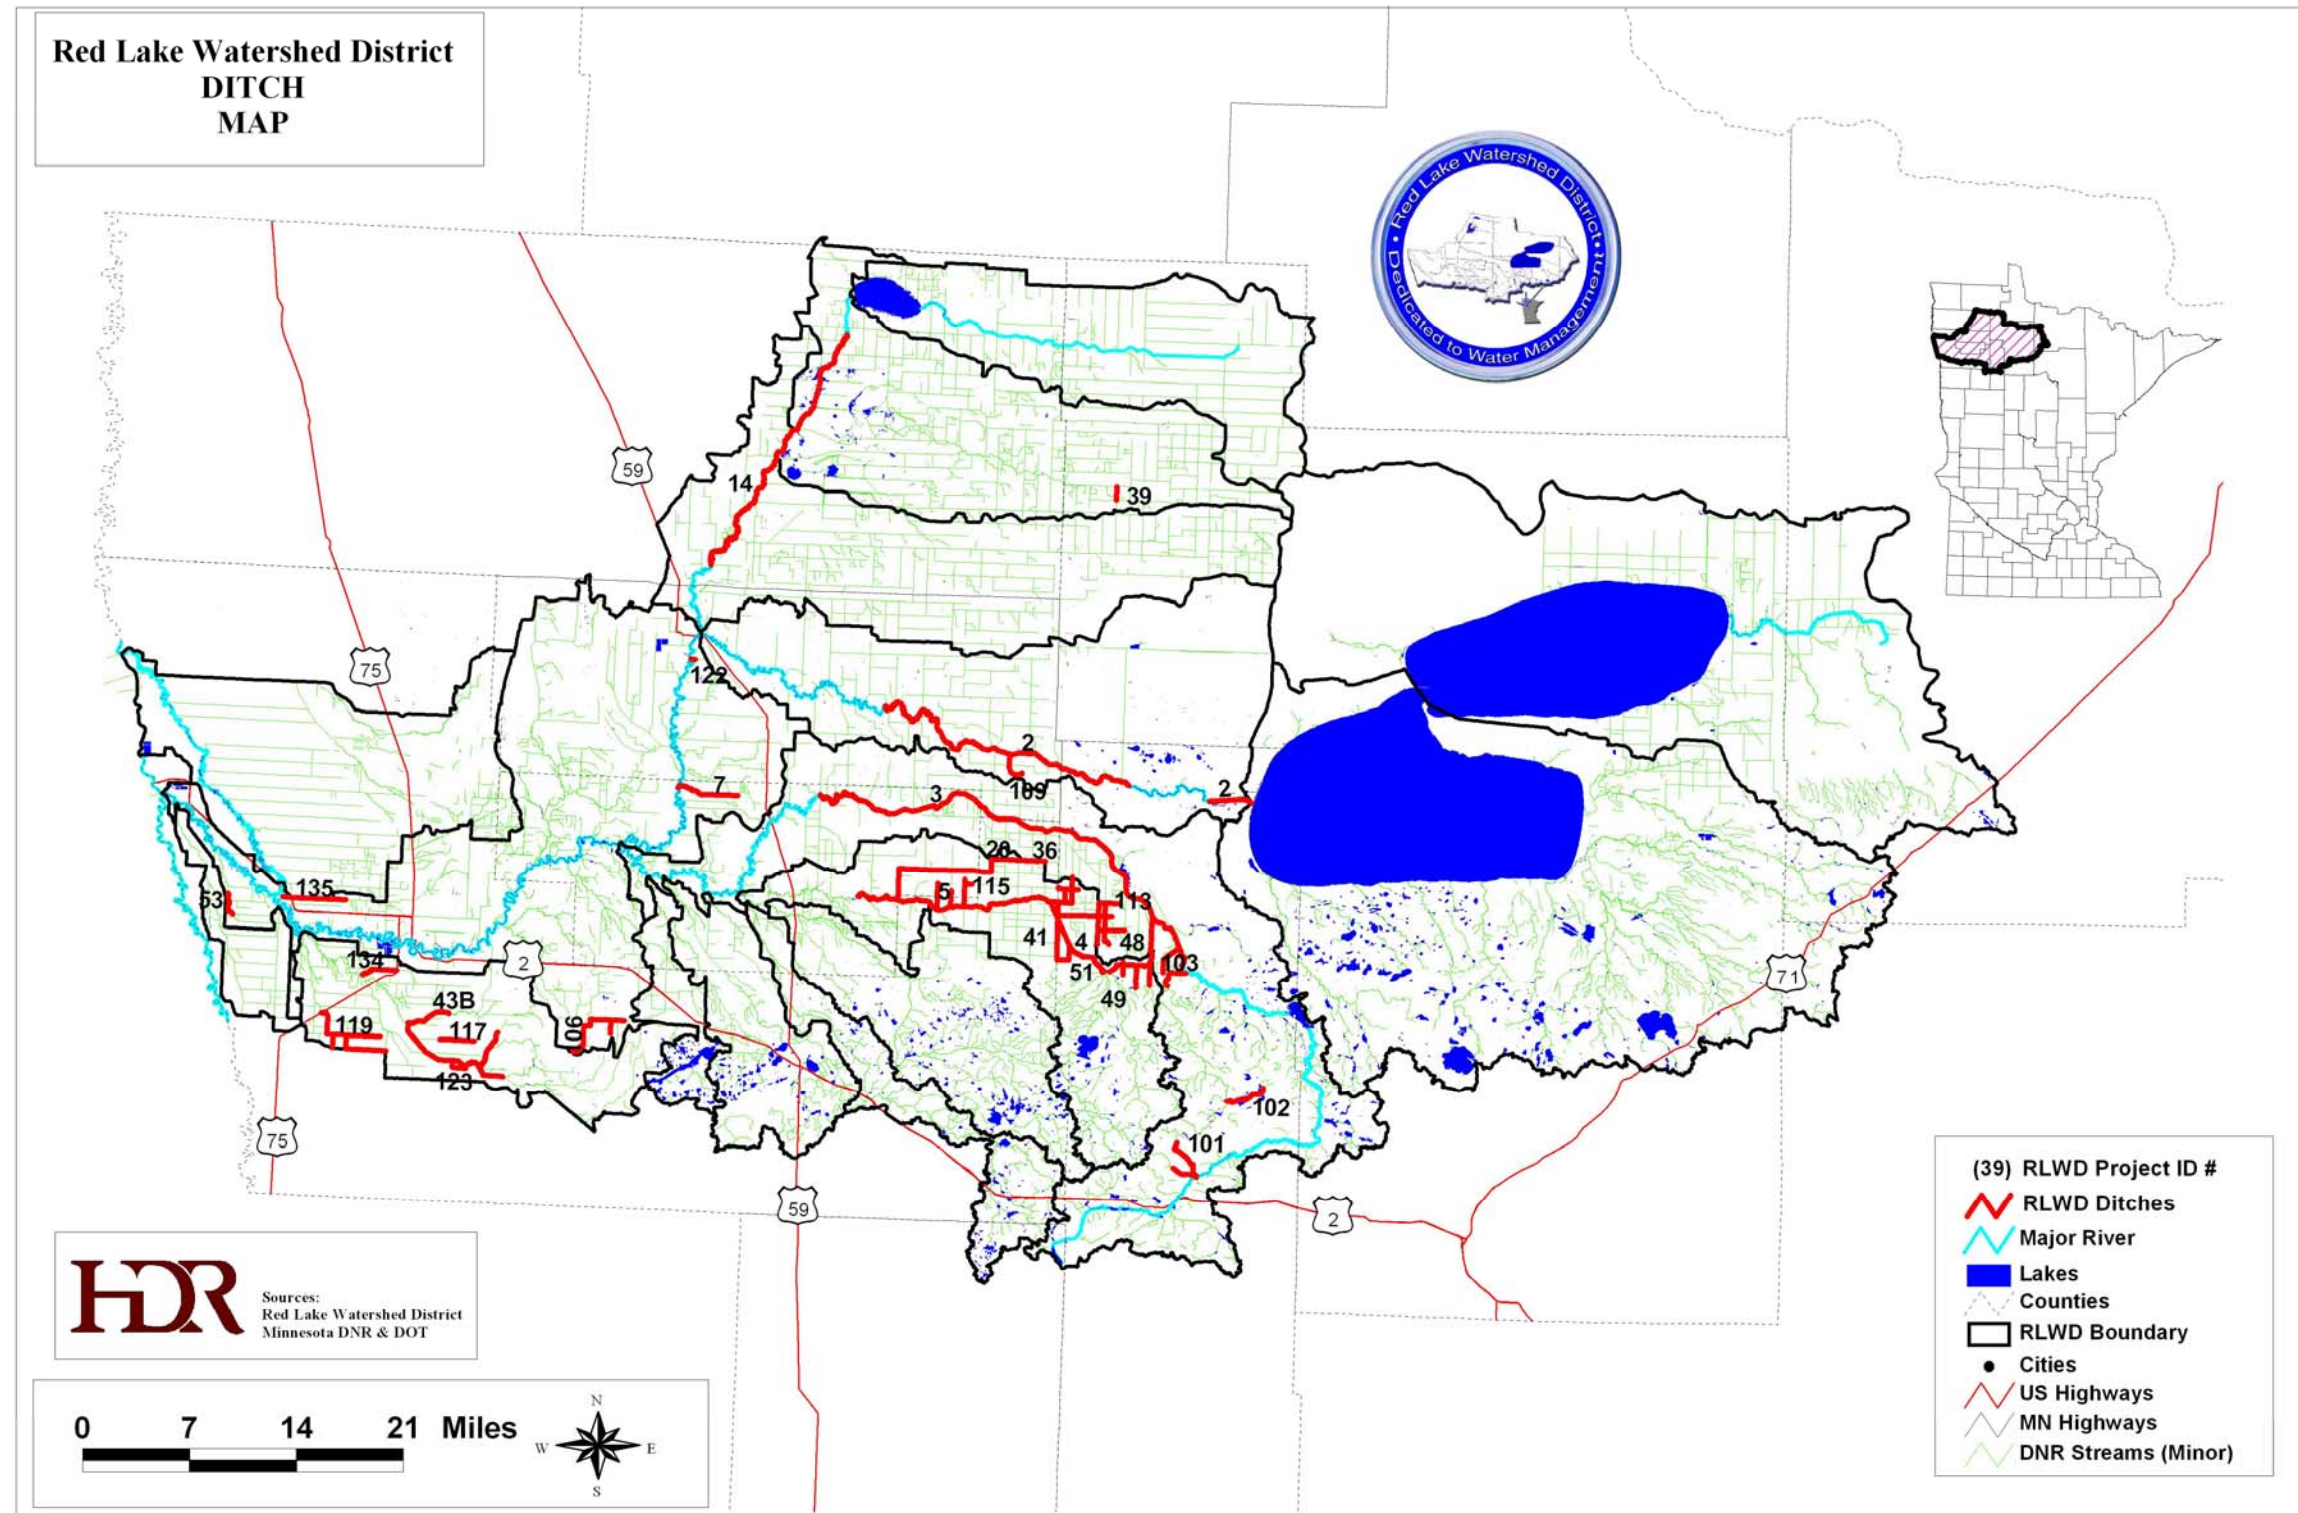 Red Lake Watershed District
DITCH
MAP
• Red Lake Watershed District •
Dedicated to Water Management
59
14
39
75
122
2
7
109
2
3
20
36
53
135
5
115
113
41
4
48
134
2
51
103
49
71
43B
119
117
106
123
102
75
101
59
2
(39) RLWD Project ID #
RLWD Ditches
Major River
Lakes
Counties
RLWD Boundary
Cities
US Highways
MN Highways
DNR Streams (Minor)
HDR
Sources:
Red Lake Watershed District
Minnesota DNR & DOT
0 7 14 21 Miles
N
W E
S